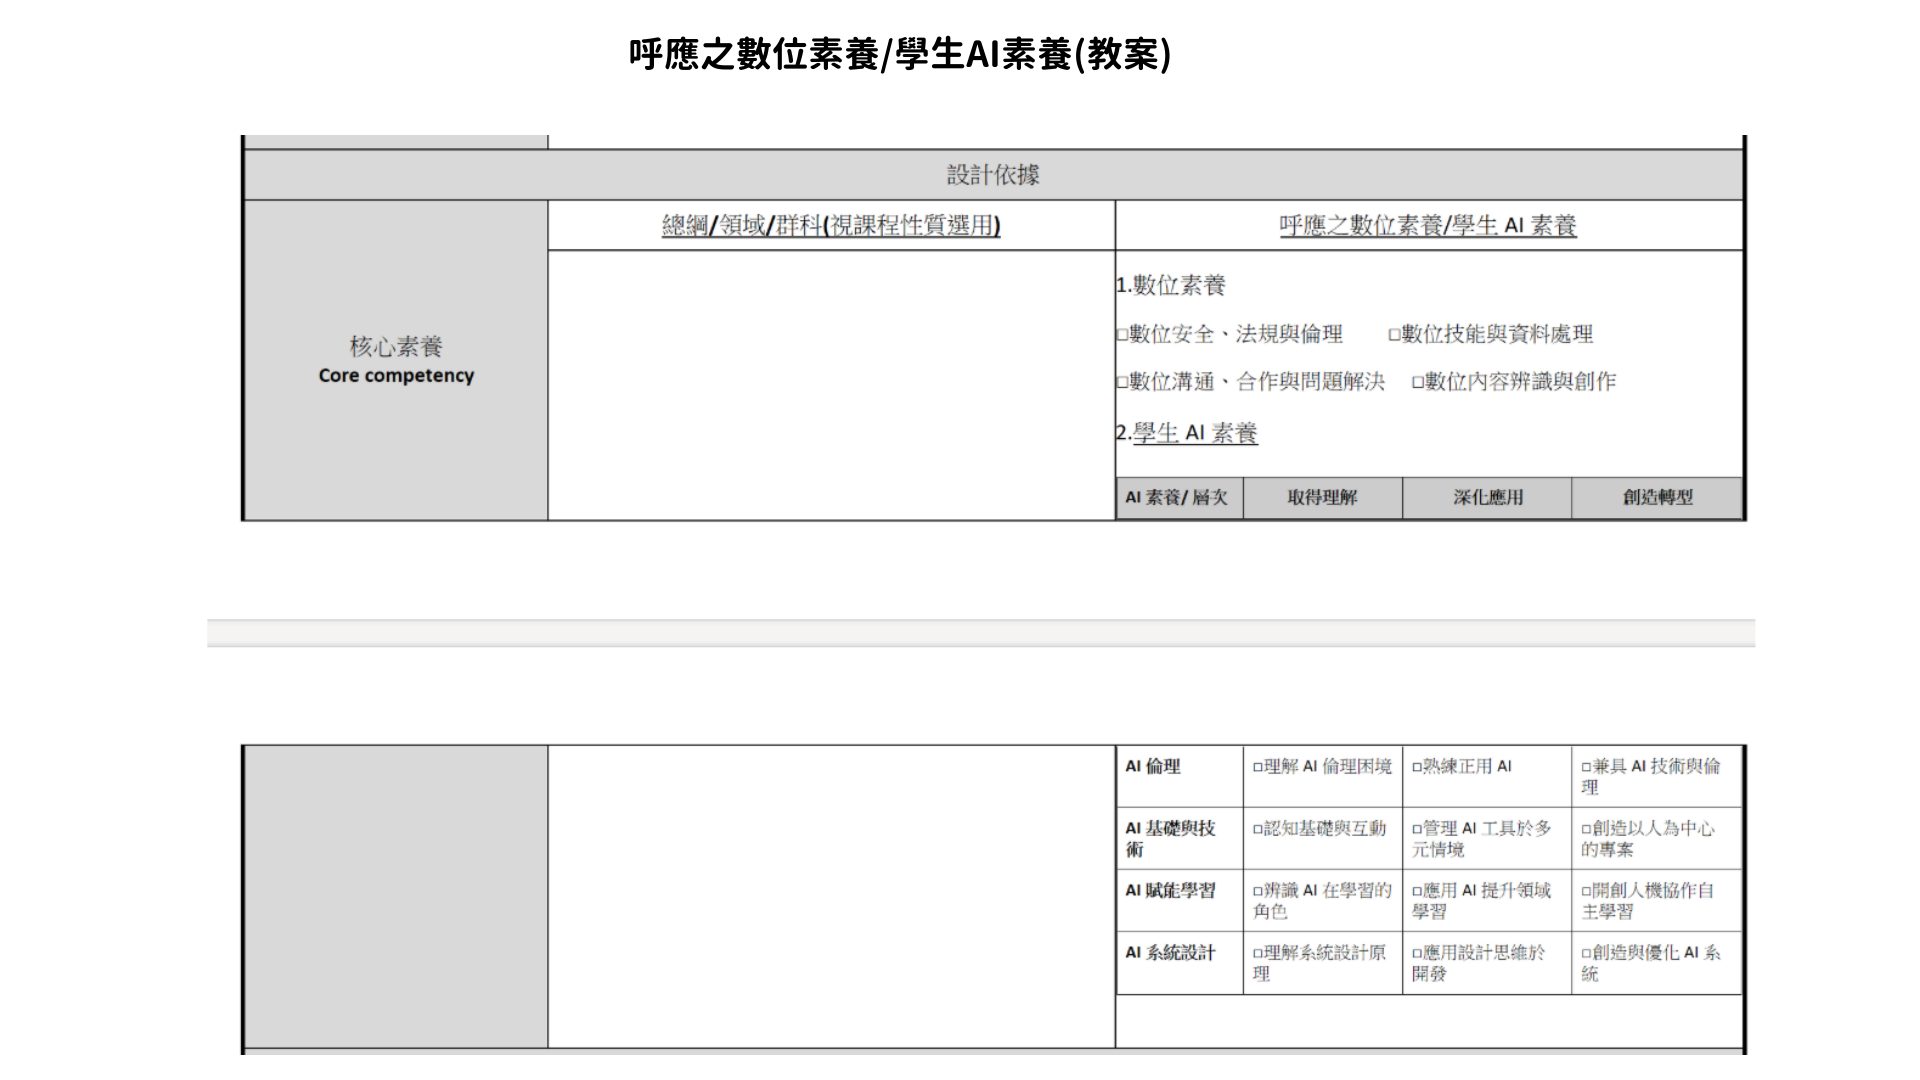 呼應之數位素養/學生AI素養(教案)
設計依據
總綱/領域/群科(視課程性質選用)
呼應之數位素養/學生 AI 素養
核心素養
Core competency
1.數位素養
□數位安全、法規與倫理 □數位技能與資料處理
□數位溝通、合作與問題解決 □數位內容辨識與創作
2.學生 AI 素養
AI 素養/ 層次 取得理解 深化應用 創造轉型
AI 倫理
□理解 AI 倫理困境
□熟練正用 AI
□兼具 AI 技術與倫
理
AI 基礎與技
術
□認知基礎與互動
□管理 AI 工具於多
元情境
□創造以人為中心
的專案
AI 賦能學習
□辨識 AI 在學習的
角色
□應用 AI 提升領域
學習
□開創人機協作自
主學習
AI 系統設計
□理解系統設計原
理
□應用設計思維於
開發
□創造與優化 AI 系
統